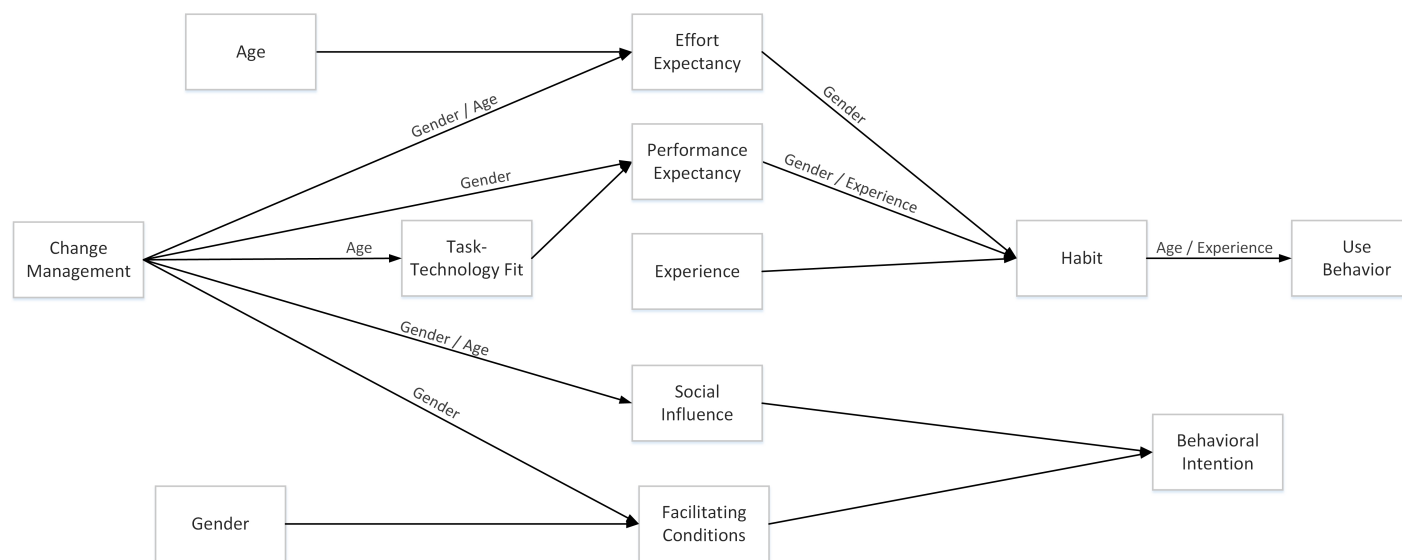 Age
Effort
Expectancy
Gender / Age
Gender
Performance
Expectancy
Gender
Gender / Experience
Change
Management
Age
Task-
Technology Fit
Experience
Habit
Age / Experience
Use
Behavior
Gender / Age
Gender
Social
Influence
Behavioral
Intention
Gender
Facilitating
Conditions